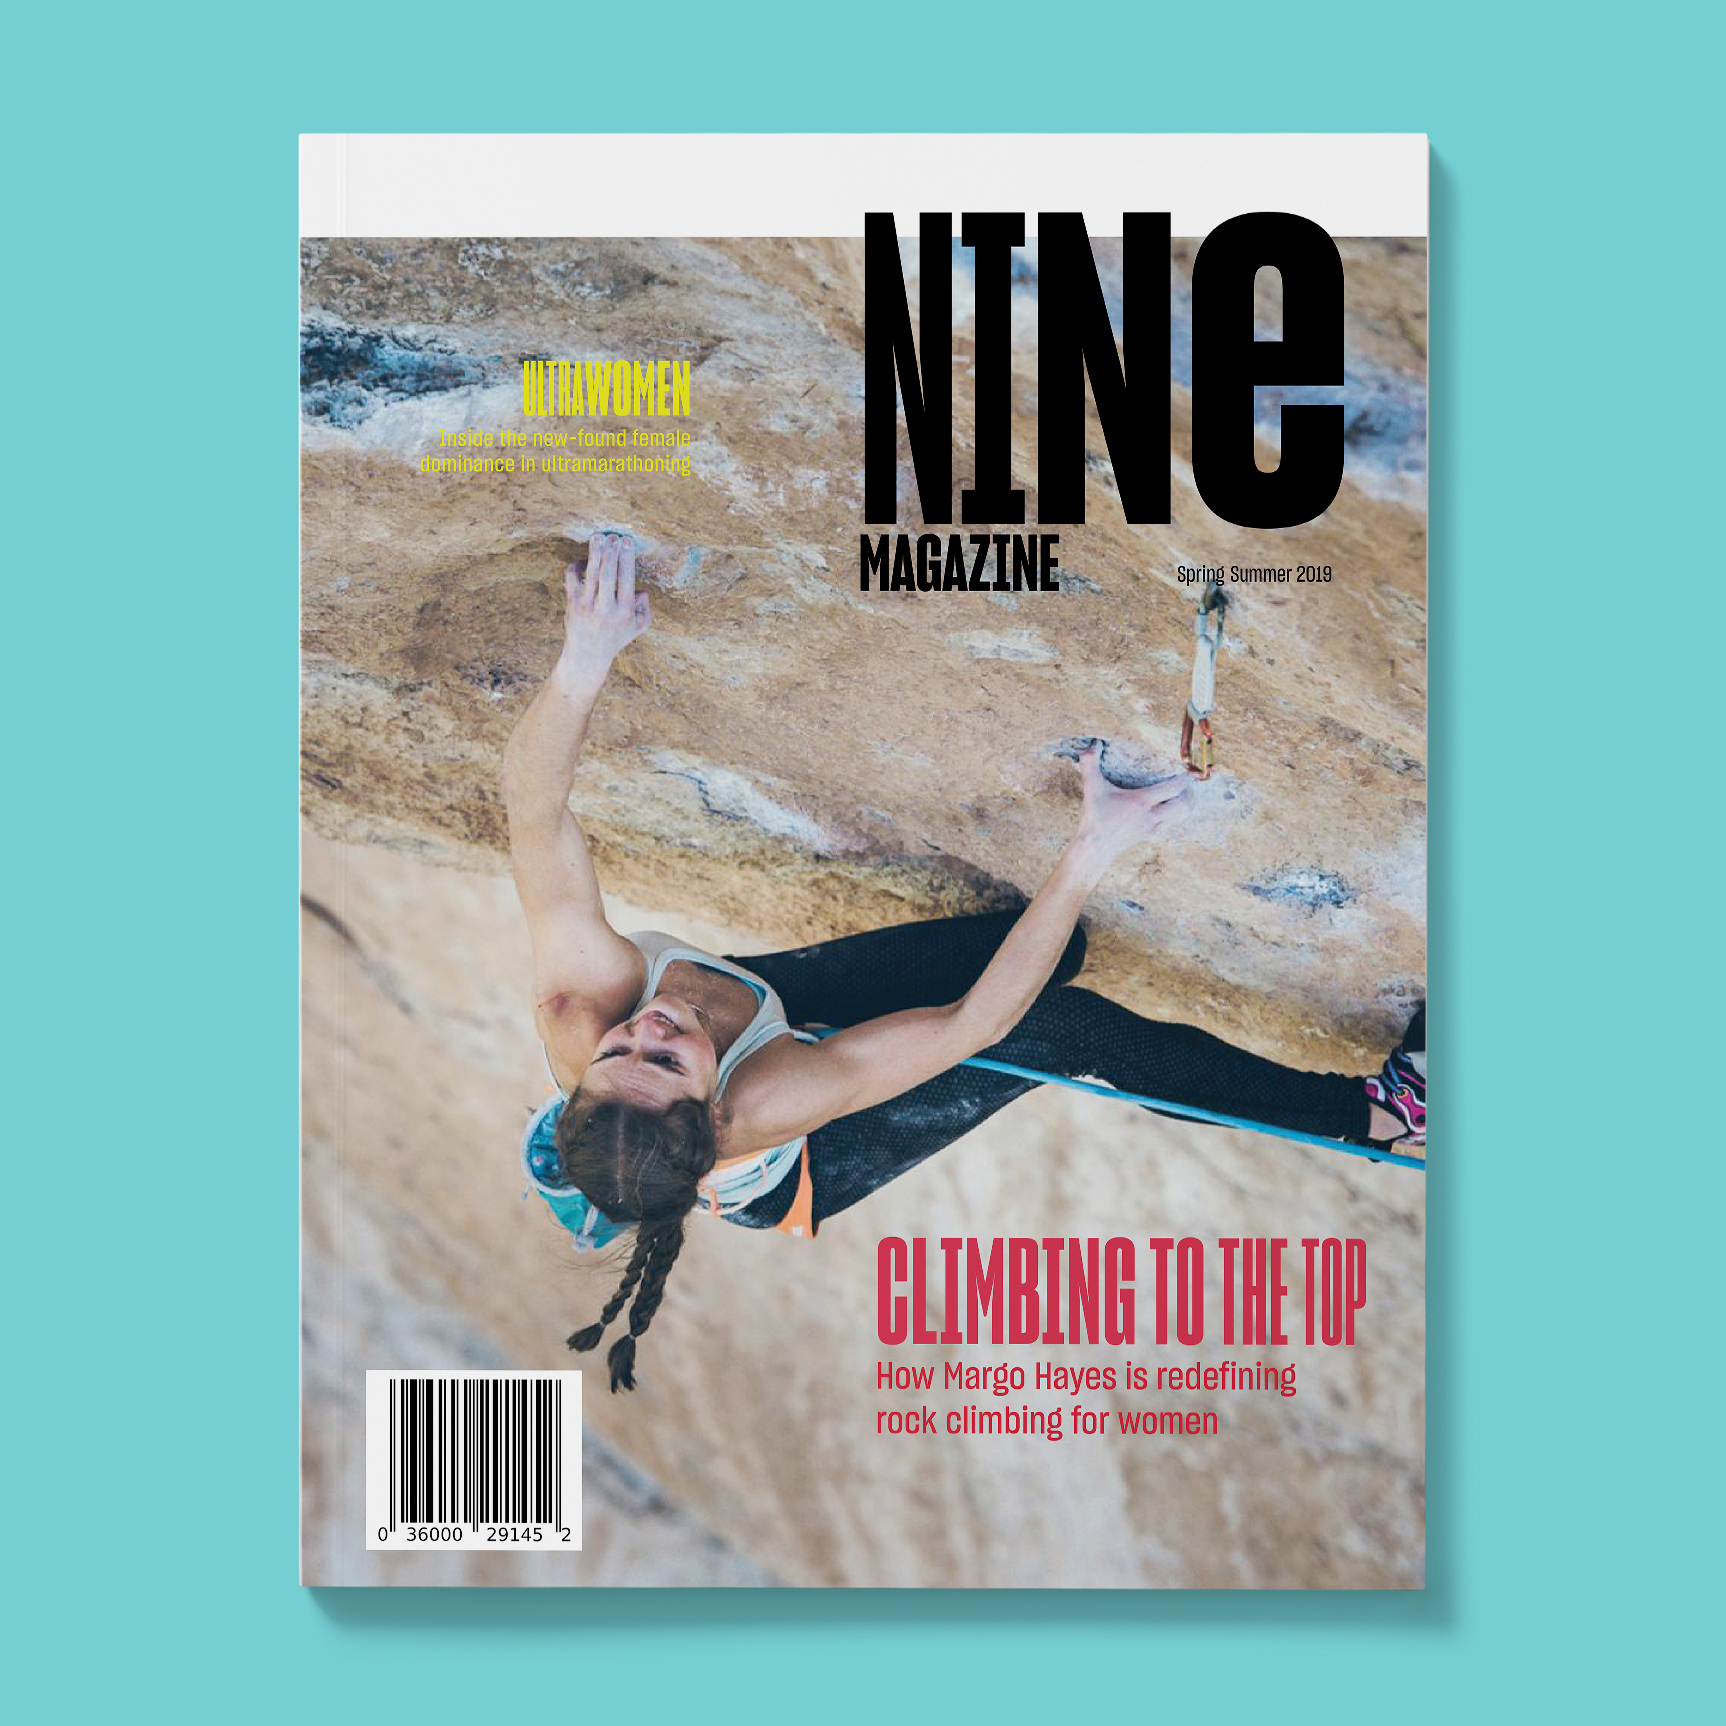 NINe
MAGAZINE
Spring Summer 2019
ULTRAWOMEN
Inside the new-found female
dominance in ultramarathoning
CLIMBING TO THE TOP
How Margo Hayes is redefining
rock climbing for women
0 36000 29145 2